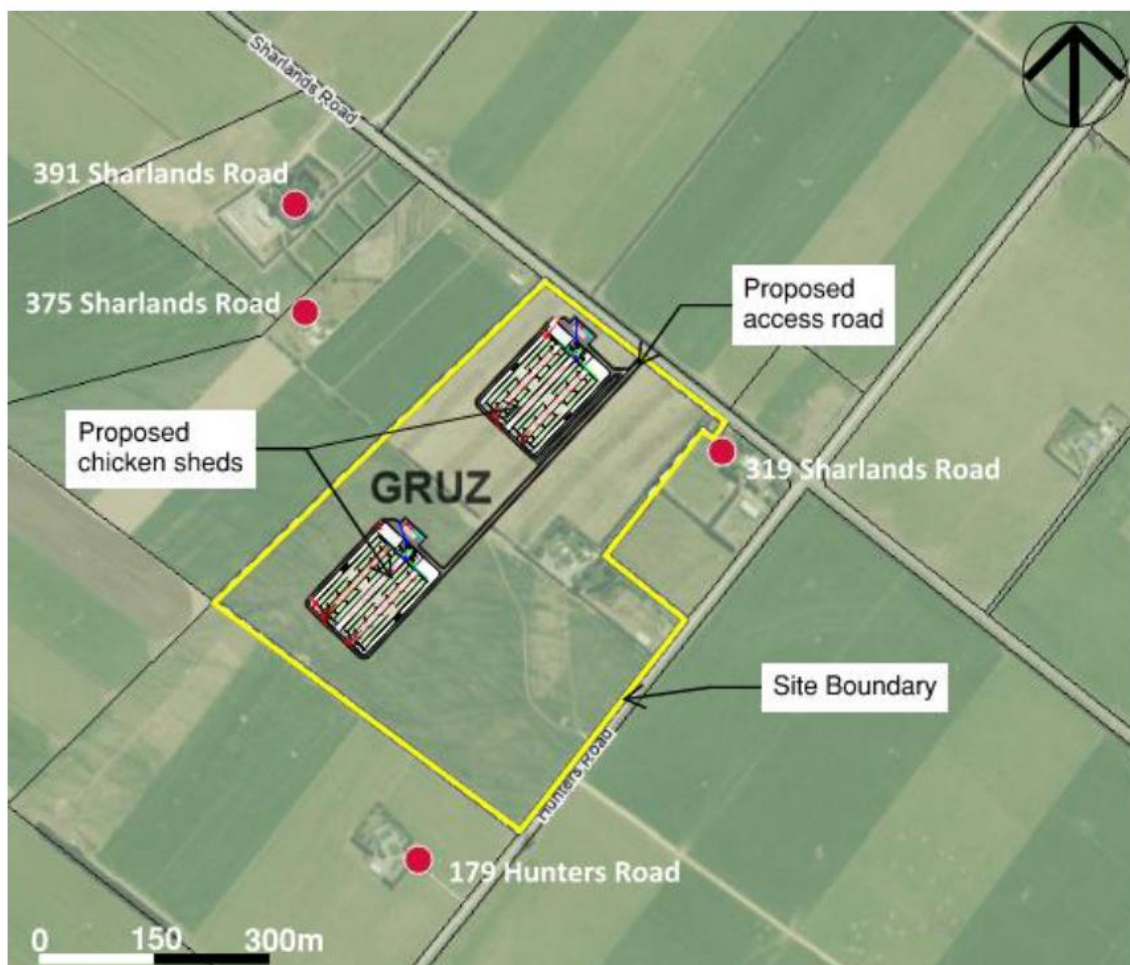 Sharlands Road
391 Sharlands Road
375 Sharlands Road
Proposed
access road
Proposed
chicken sheds
GRUZ
319 Sharlands Road
Site Boundary
Hunters Road
179 Hunters Road
0 150 300m